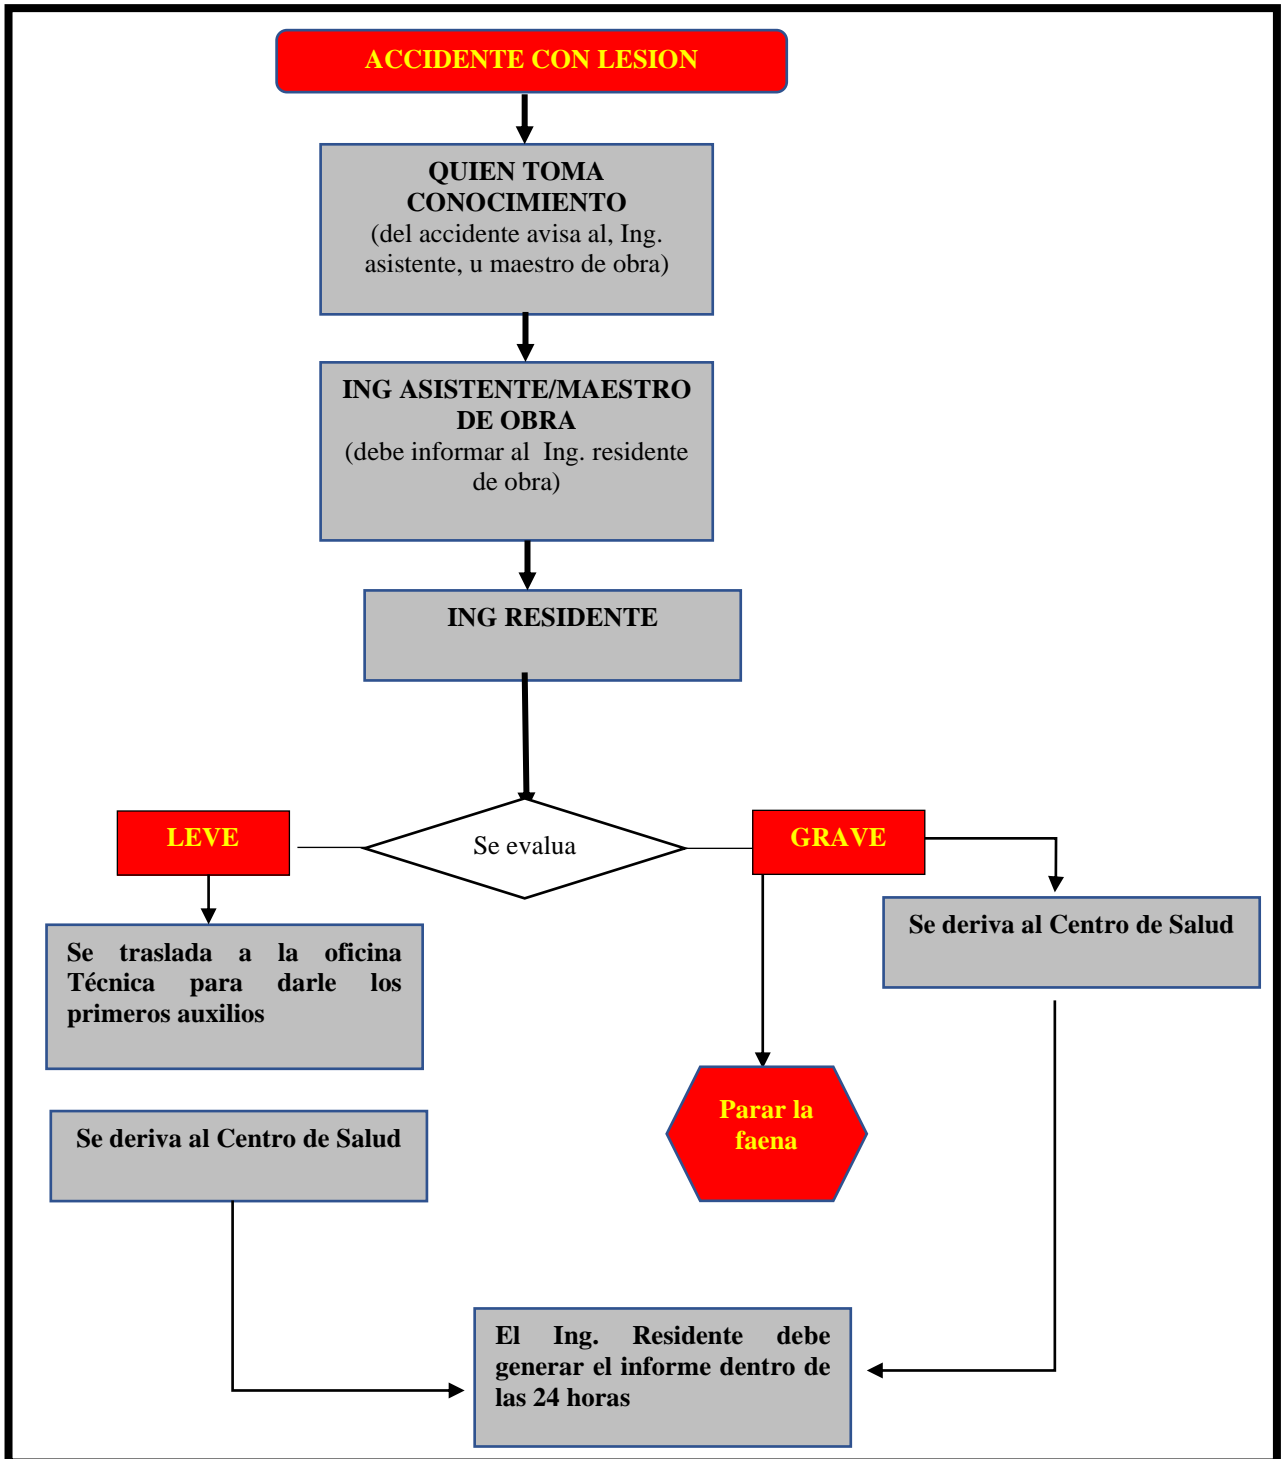 ACCIDENTE CON LESION
QUIEN TOMA
CONOCIMIENTO
(del accidente avisa al, Ing.
asistente, u maestro de obra)
ING ASISTENTE/MAESTRO
DE OBRA
(debe informar al Ing. residente
de obra)
ING RESIDENTE
LEVE
Se evalua
GRAVE
Se traslada a la oficina
Técnica para darle los
primeros auxilios
Se deriva al Centro de Salud
Parar la
faena
Se deriva al Centro de Salud
El Ing. Residente debe
generar el informe dentro de
las 24 horas